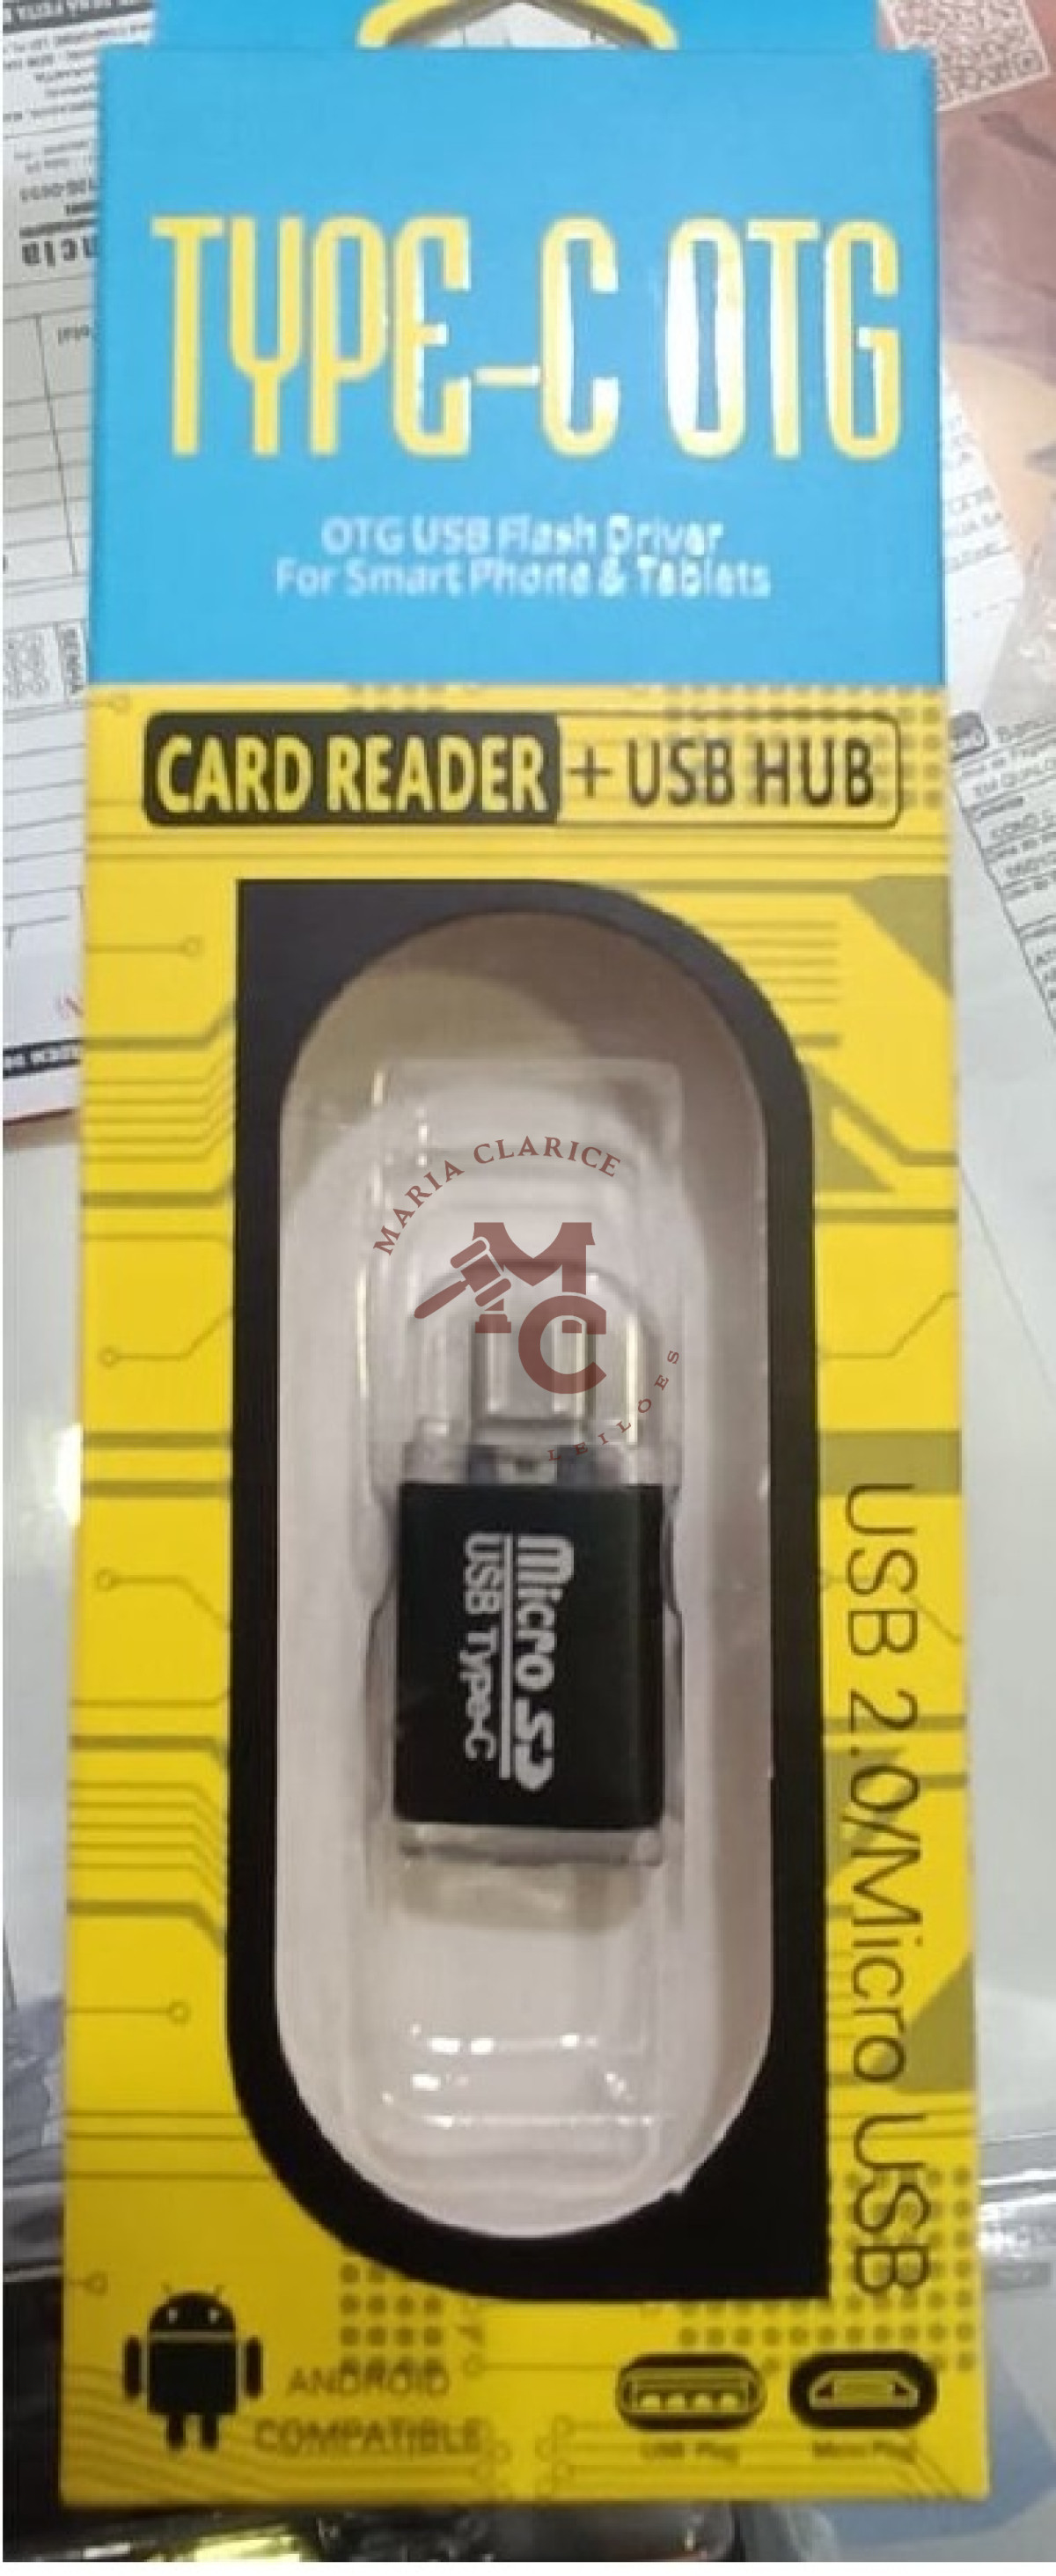 TYPE-C OTG
OTG USB Flash Driver
For Smart Phone & Tablets
CARD READER + USB HUB
MARIA CLARICE
MC
LEILOES
Micro SD
USB Type-C
USB 2.0/Micro USB
ANDROID
COMPATIBLE
USB Plug
Micro Plug